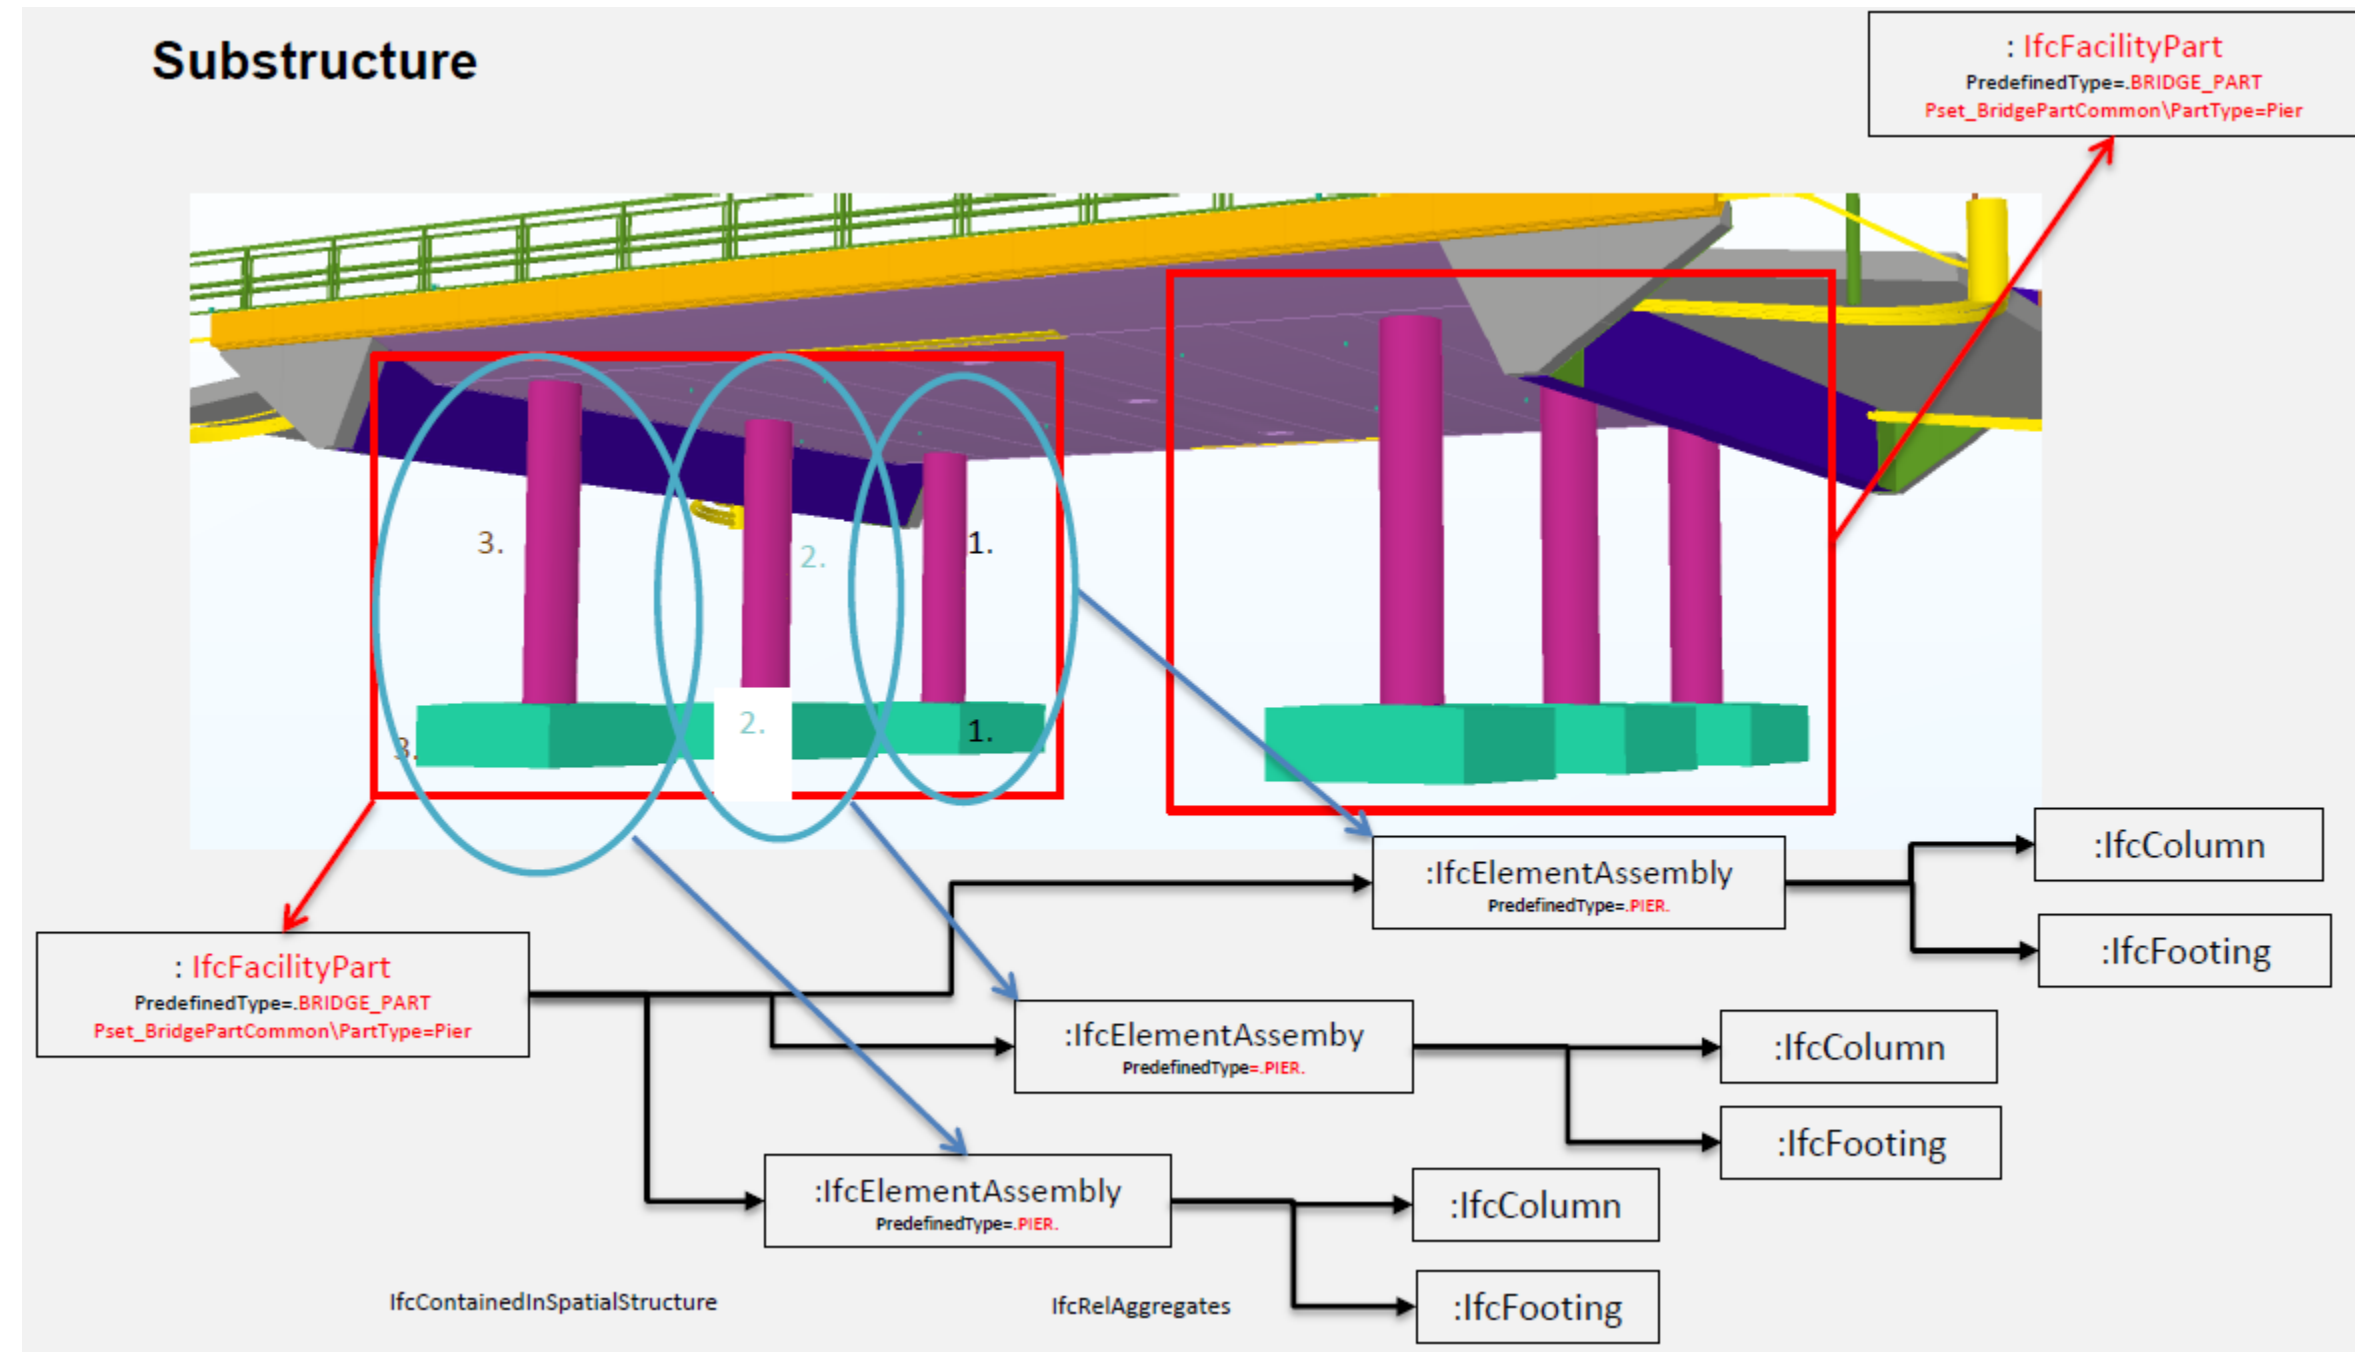 Substructure
: IfcFacilityPart
PredefinedType=.BRIDGE_PART
Pset_BridgePartCommon\PartType=Pier
3.
2.
1.
3.
2.
1.
:IfcElementAssembly
PredefinedType=.PIER.
:IfcColumn
:IfcFooting
: IfcFacilityPart
PredefinedType=.BRIDGE_PART
Pset_BridgePartCommon\PartType=Pier
:IfcElementAssemby
PredefinedType=.PIER.
:IfcColumn
:IfcFooting
:IfcElementAssembly
PredefinedType=.PIER.
:IfcColumn
:IfcFooting
IfcContainedInSpatialStructure
IfcRelAggregates